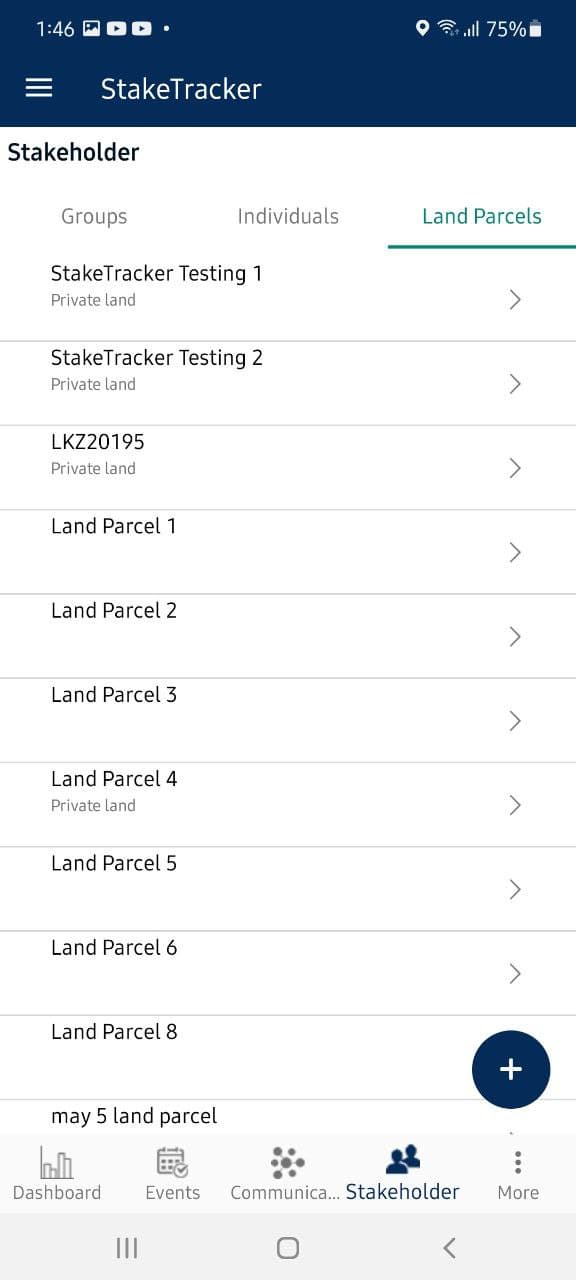 1:46
75%
StakeTracker
Stakeholder
Groups Individuals Land Parcels
StakeTracker Testing 1
Private land
StakeTracker Testing 2
Private land
LKZ20195
Private land
Land Parcel 1
Land Parcel 2
Land Parcel 3
Land Parcel 4
Private land
Land Parcel 5
Land Parcel 6
Land Parcel 8
may 5 land parcel
Dashboard Events Communica... Stakeholder More